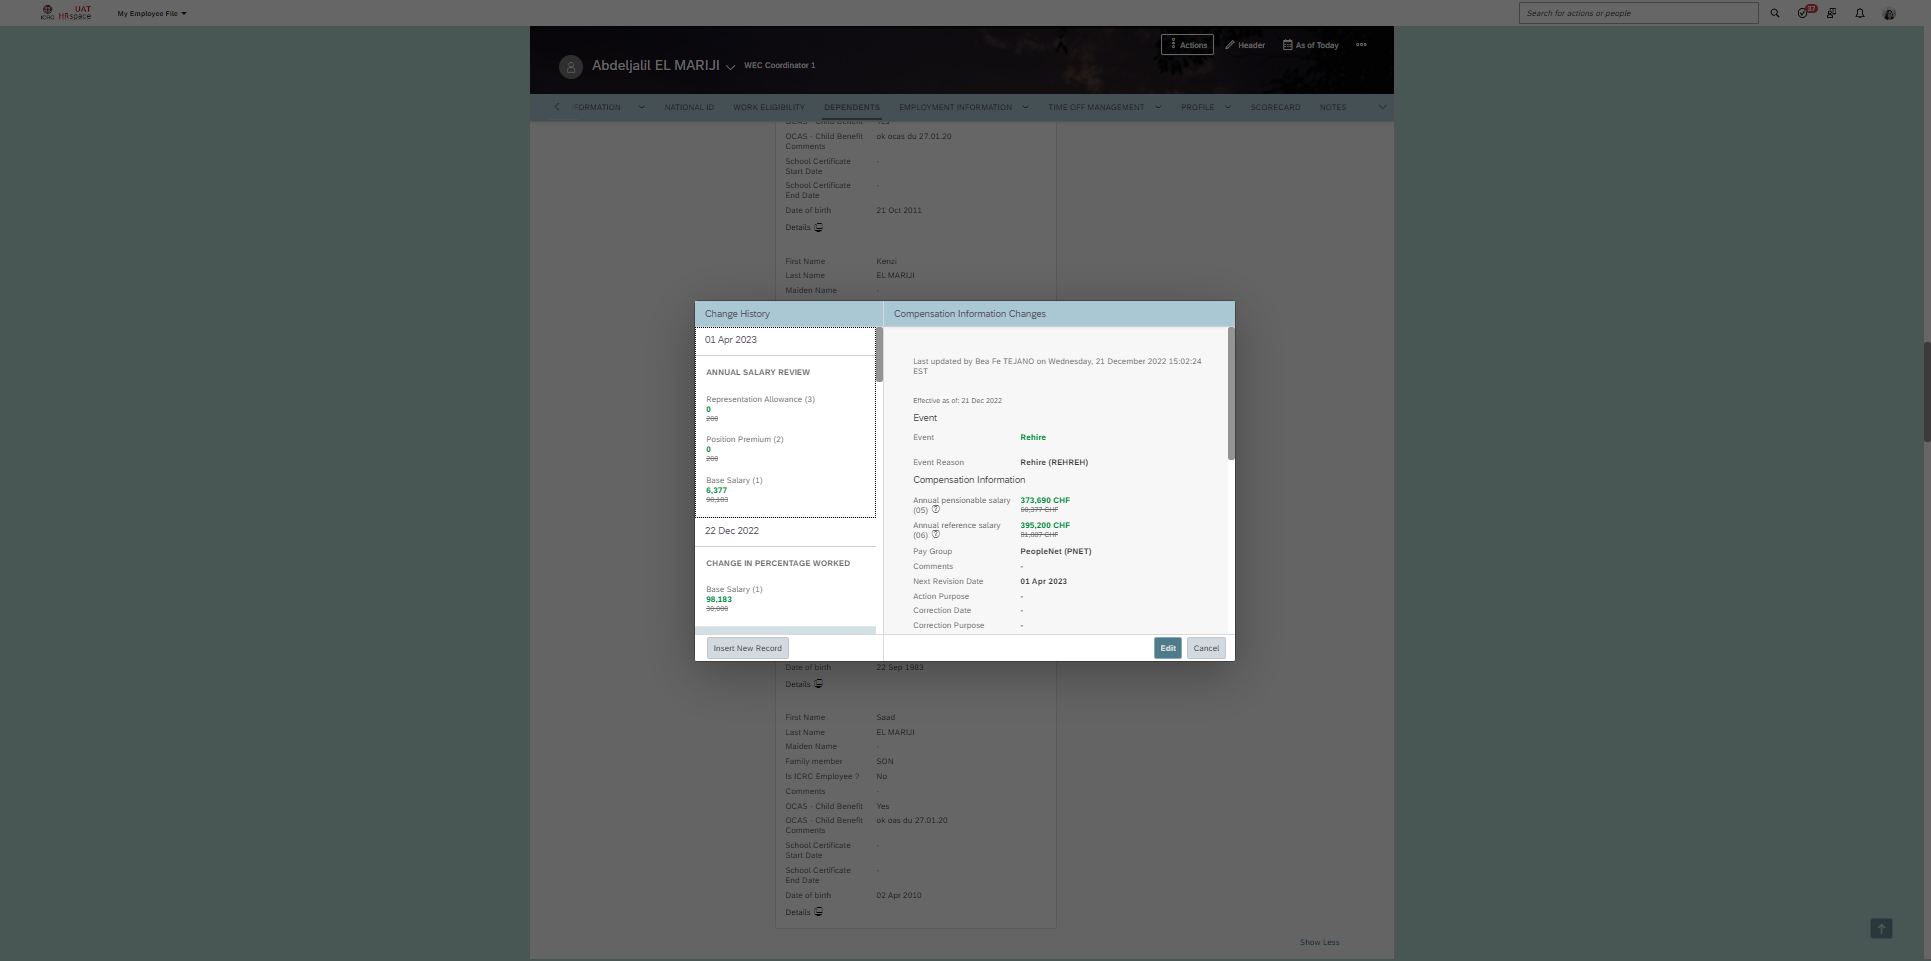 ICRC
UAT
HRspace
My Employee File
Search for actions or people
37
Abdeljalil EL MARIJI
WEC Coordinator 1
Actions
Header
As of Today
FORMATION
NATIONAL ID
WORK ELIGIBILITY
DEPENDENTS
EMPLOYMENT INFORMATION
TIME OFF MANAGEMENT
PROFILE
SCORECARD
NOTES
OCAS - Child Benefit Yes
OCAS - Child Benefit ok ocas du 27.01.20
Comments
School Certificate -
Start Date
School Certificate -
End Date
Date of birth 21 Oct 2011
Details
First Name Kenzi
Last Name EL MARIJI
Maiden Name -
Change History
01 Apr 2023
ANNUAL SALARY REVIEW
Representation Allowance (3)
0
200
Position Premium (2)
0
200
Base Salary (1)
6,377
98,183
22 Dec 2022
CHANGE IN PERCENTAGE WORKED
Base Salary (1)
98,183
30,000
Insert New Record
Compensation Information Changes
Last updated by Bea Fe TEJANO on Wednesday, 21 December 2022 15:02:24
EST
Effective as of: 21 Dec 2022
Event
Event Rehire
Event Reason Rehire (REHREH)
Compensation Information
Annual pensionable salary 373,690 CHF
(05)
Annual reference salary 395,200 CHF
(06)
Pay Group PeopleNet (PNET)
Comments -
Next Revision Date 01 Apr 2023
Action Purpose -
Correction Date -
Correction Purpose -
Edit
Cancel
Date of birth 22 Sep 1983
Details
First Name Saad
Last Name EL MARIJI
Maiden Name -
Family member SON
Is ICRC Employee ? No
Comments -
OCAS - Child Benefit Yes
OCAS - Child Benefit ok oas du 27.01.20
Comments
School Certificate -
Start Date
School Certificate -
End Date
Date of birth 02 Apr 2010
Details
Show Less